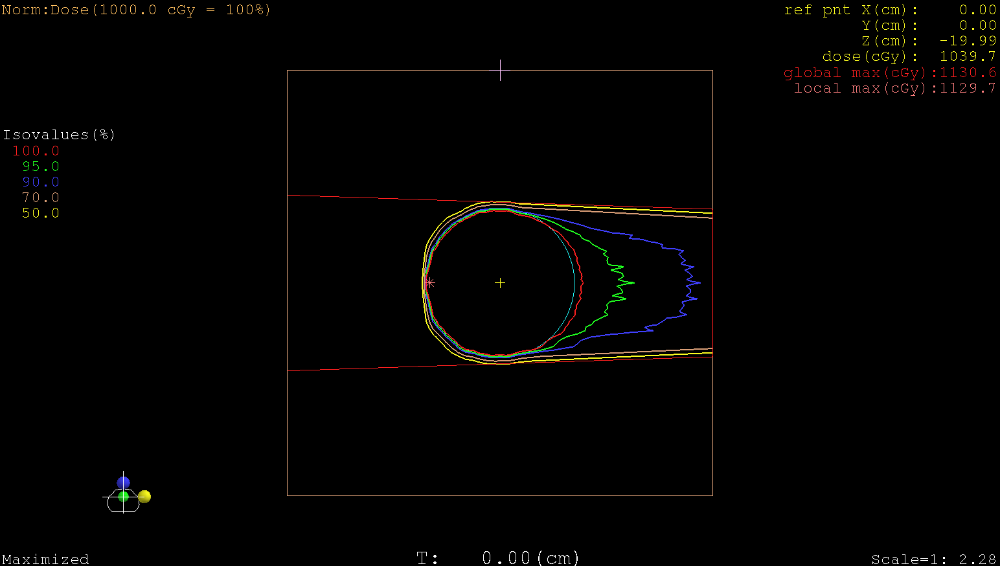 Norm:Dose(1000.0 cGy = 100%)
ref pnt X(cm): 0.00
Y(cm): 0.00
Z(cm): -19.99
dose(cGy): 1039.7
global max(cGy):1130.6
local max(cGy):1129.7
Isovalues(%)
100.0
95.0
90.0
70.0
50.0
Maximized
T: 0.00(cm)
Scale=1: 2.28